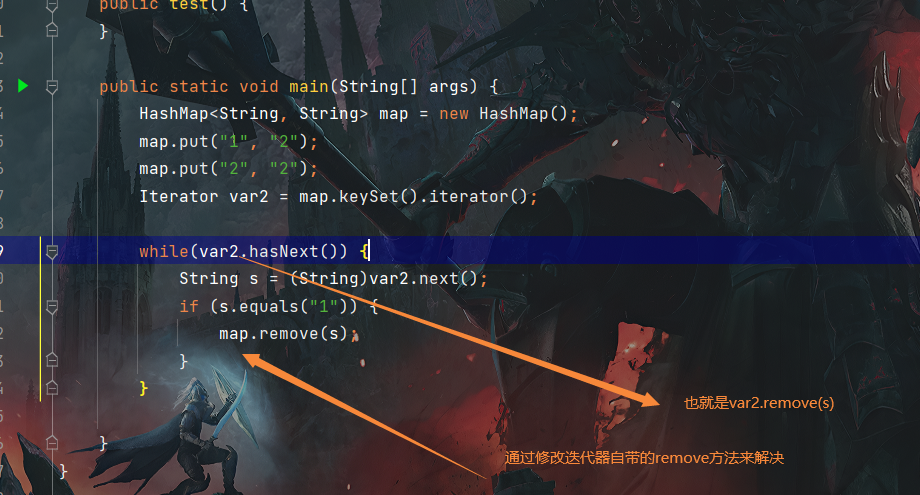 public test() {
}
public static void main(String[] args) {
HashMap<String, String> map = new HashMap();
map.put("1", "2");
map.put("2", "2");
Iterator var2 = map.keySet().iterator();
while(var2.hasNext()) {
String s = (String)var2.next();
if (s.equals("1")) {
map.remove(s);
}
}
也就是var2.remove(s)
}
通过修改迭代器自带的remove方法来解决
}